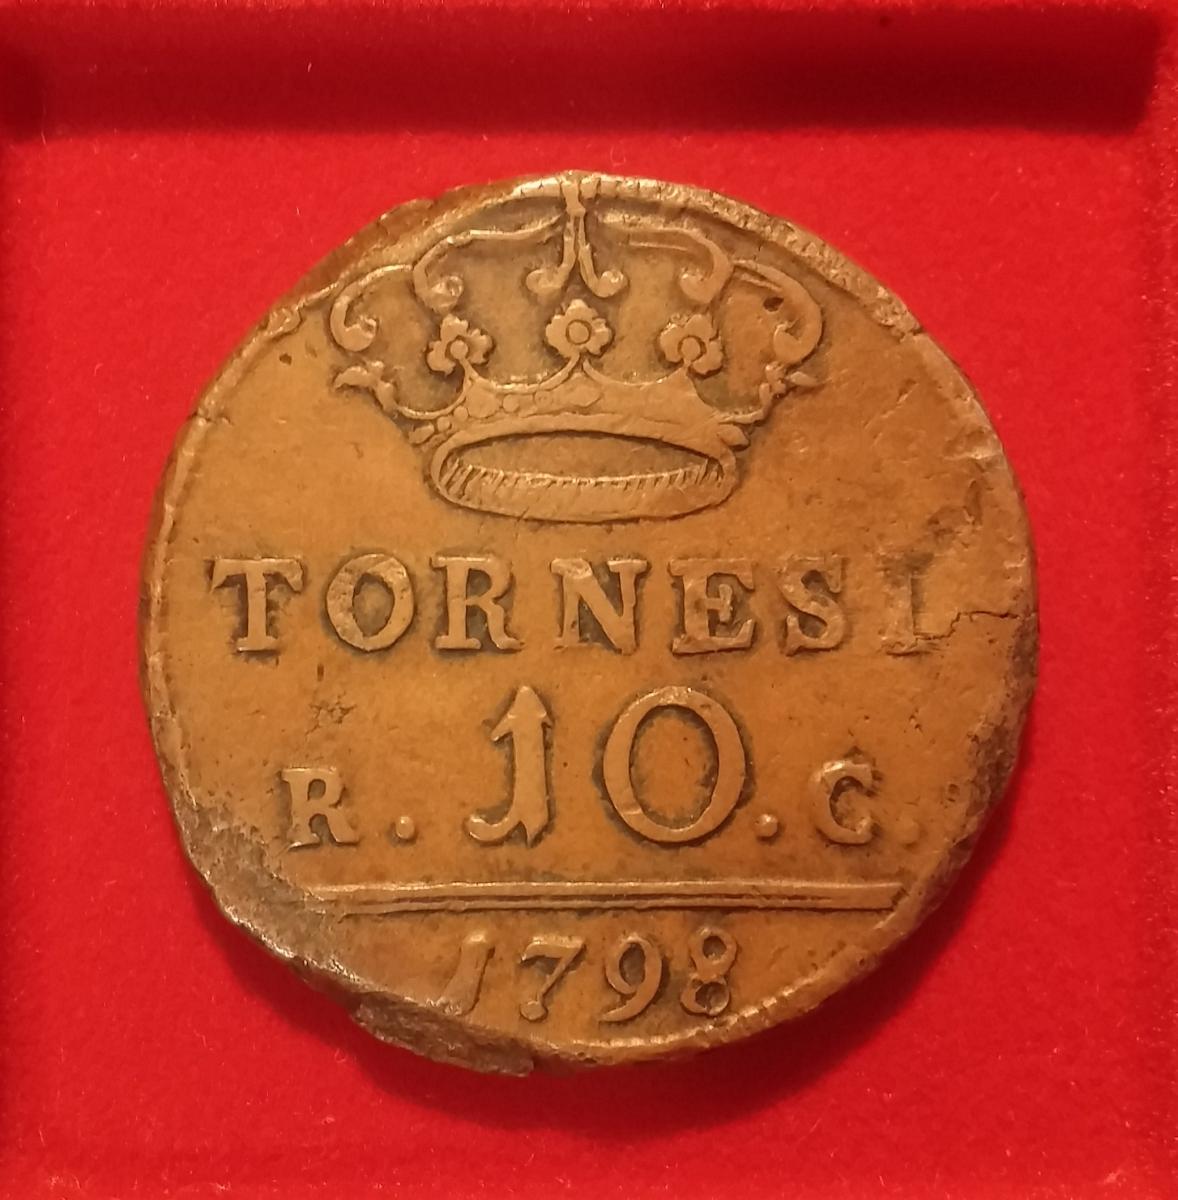 TORNESI
R . 10 . C .
1798